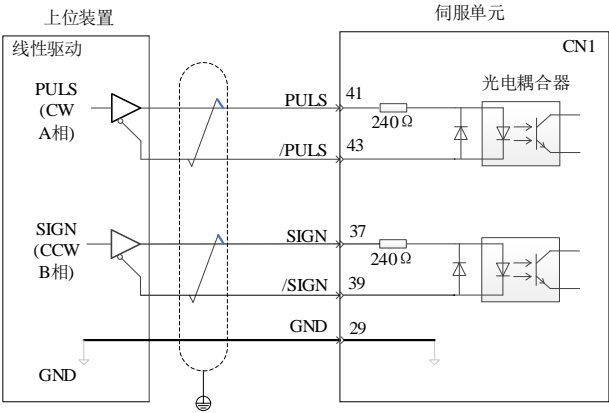 上位装置
伺服单元
线性驱动
CN1
PULS
(CW
A相)
PULS
41
240Ω
光电耦合器
/PULS
43
SIGN
(CCW
B相)
SIGN
37
240Ω
/SIGN
39
GND
29
GND